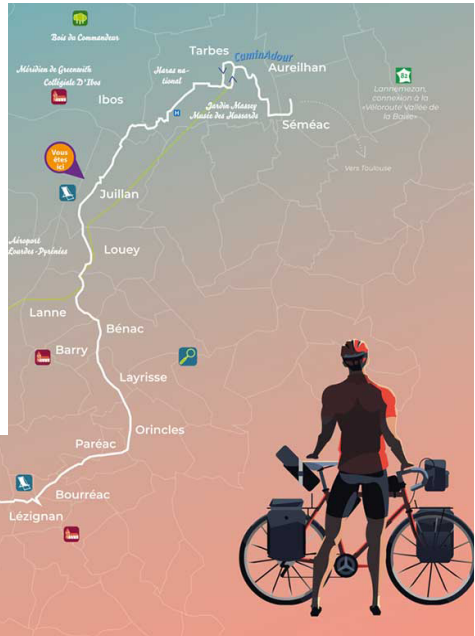 Bois du Commandeur
Tarbes
CaminAdour
Aureilhan
Méridien de Greenwith
Collégiale D'Ibos
Haras na-
tional
Ibos
Lannemezan,
connexion à la
«Véloroute Vallée de
la Baïse»
H
Jardin Massey
Musée des Hussards
Séméac
Vous
êtes
ici
Vers Toulouse
Juillan
Aéroport
Lourdes-Pyrénées
Louey
Lanne
Bénac
Barry
Layrisse
Orincles
Paréac
Bourréac
Lézignan